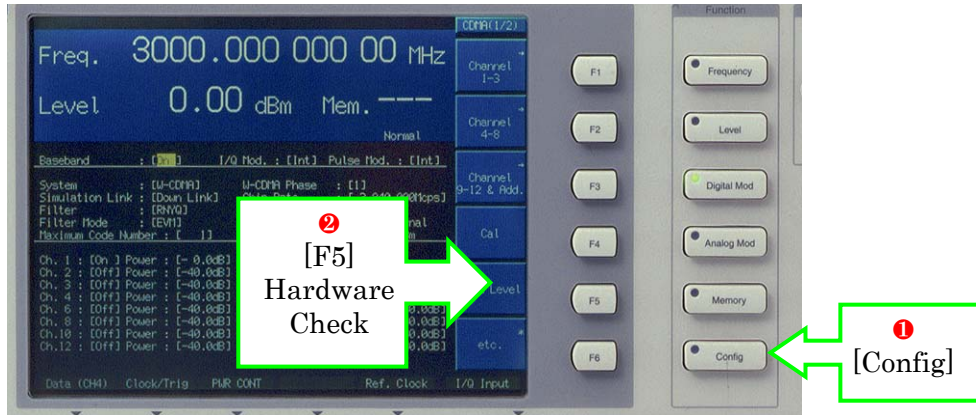 CDMA(1/2)
Function
Freq. 3000.000 000 00 MHz
Channel
1-3
F1
Frequency
Level 0.00 dBm Mem. ---
Normal
Channel
4-8
F2
Level
Baseband : [On ] I/Q Mod. : [Int] Pulse Mod. : [Int]
System : [W-CDMA] W-CDMA Phase : [1]
Simulation Link : [Down Link]
Filter : [RNYQ]
Filter Mode : [EVM]
Maximum Code Number : [ 1]
Channel
9-12 & Add.
F3
Digital Mod
Cal
F4
Analog Mod
❷
[F5]
Hardware
Check
Ch. 1 : [On ] Power : [- 0.0dB]
Ch. 2 : [Off] Power : [-40.0dB]
Ch. 3 : [Off] Power : [-40.0dB]
Ch. 4 : [Off] Power : [-40.0dB]
Ch. 6 : [Off] Power : [-40.0dB]
Ch. 8 : [Off] Power : [-40.0dB]
Ch.10 : [Off] Power : [-40.0dB]
Ch.12 : [Off] Power : [-40.0dB]
Level
F5
Memory
etc.
F6
Config
❶
[Config]
Data (CH4) Clock/Trig PWR CONT Ref. Clock I/Q Input